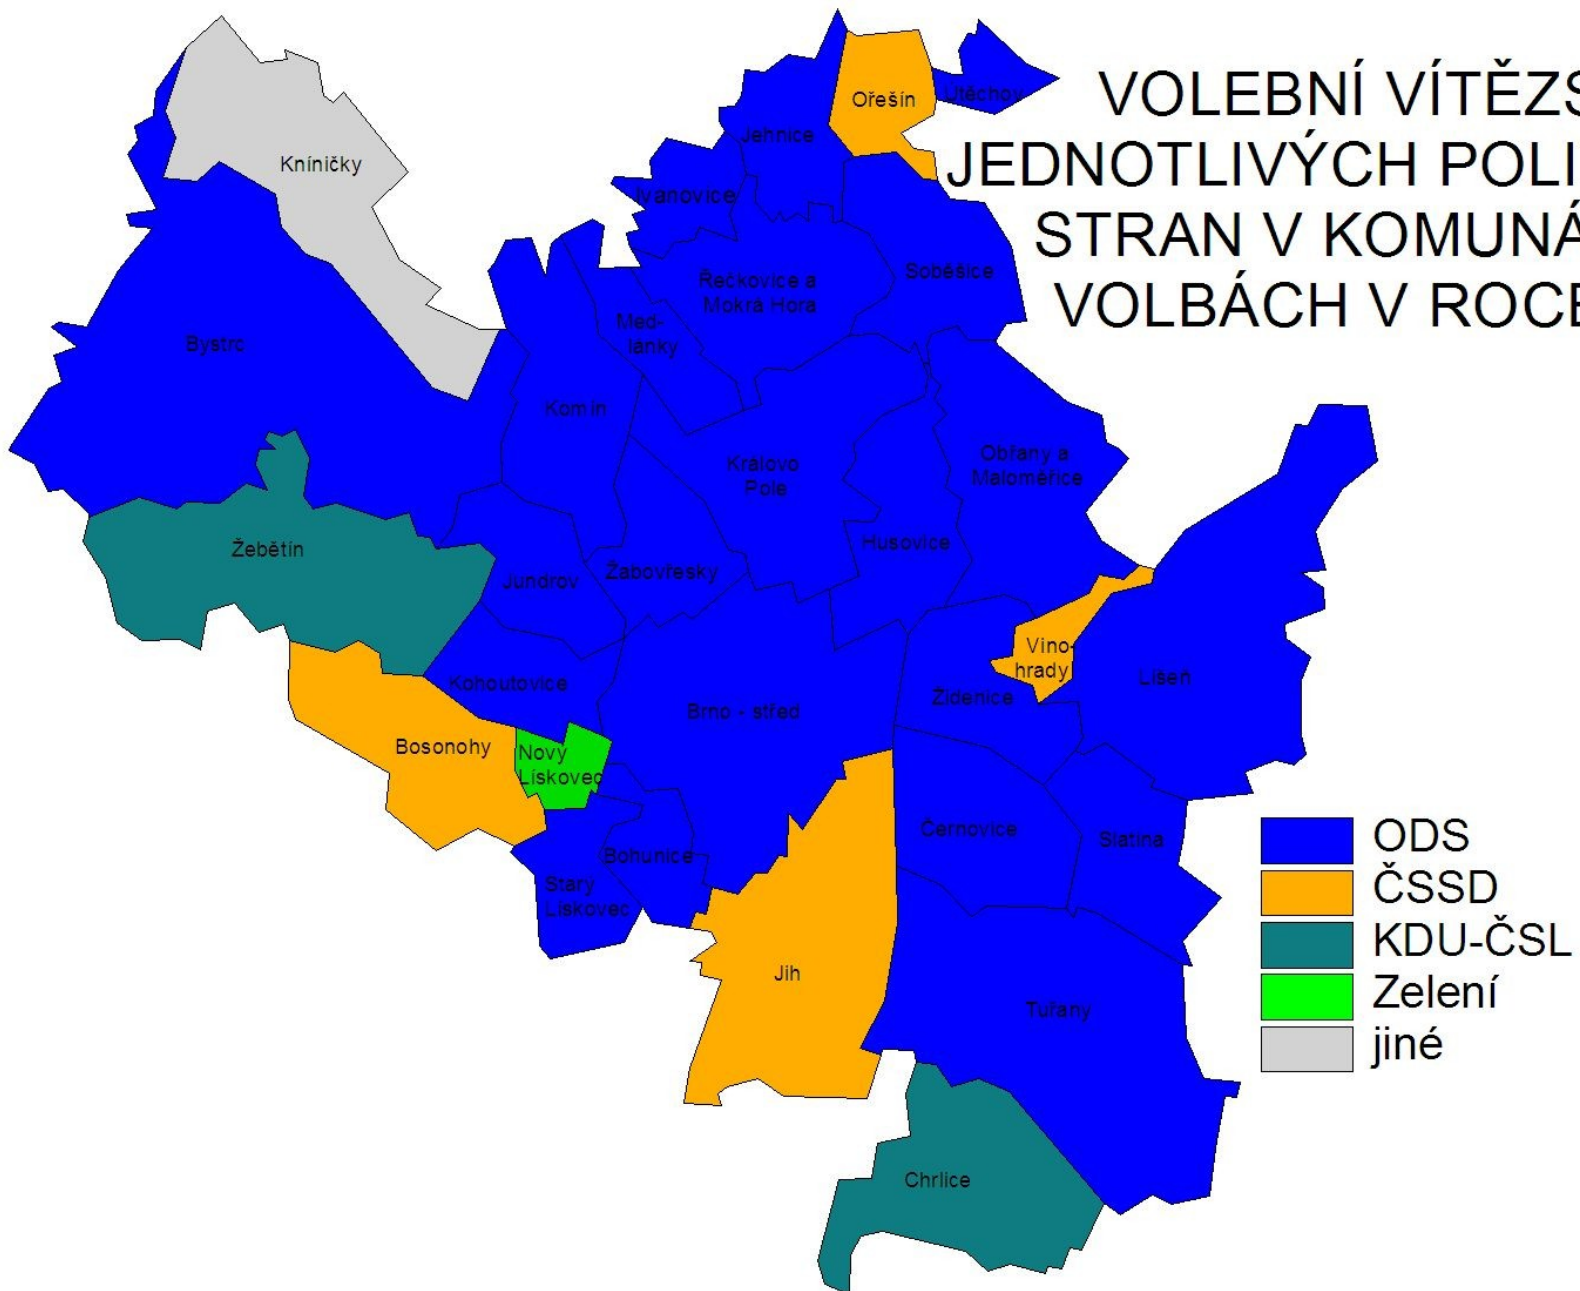 VOLEBNÍ VÍTĚZS
JEDNOTLIVÝCH POLI
STRAN V KOMUNÁ
VOLBÁCH V ROCE
Ořešín
Útěchov
Jehnice
Kníničky
Ivanovice
Soběšice
Řečkovice a
Mokrá Hora
Med-
lánky
Bystrc
Komín
Obřany a
Maloměřice
Královo
Pole
Husovice
Žebětín
Jundrov
Žabovřesky
Vino-
hrady
Líšeň
Kohoutovice
Židenice
Brno - střed
Bosonohy
Nový
Lískovec
Černovice
Slatina
Bohunice
Starý
Lískovec
Jih
Tuřany
Chrlice
ODS
ČSSD
KDU-ČSL
Zelení
jiné